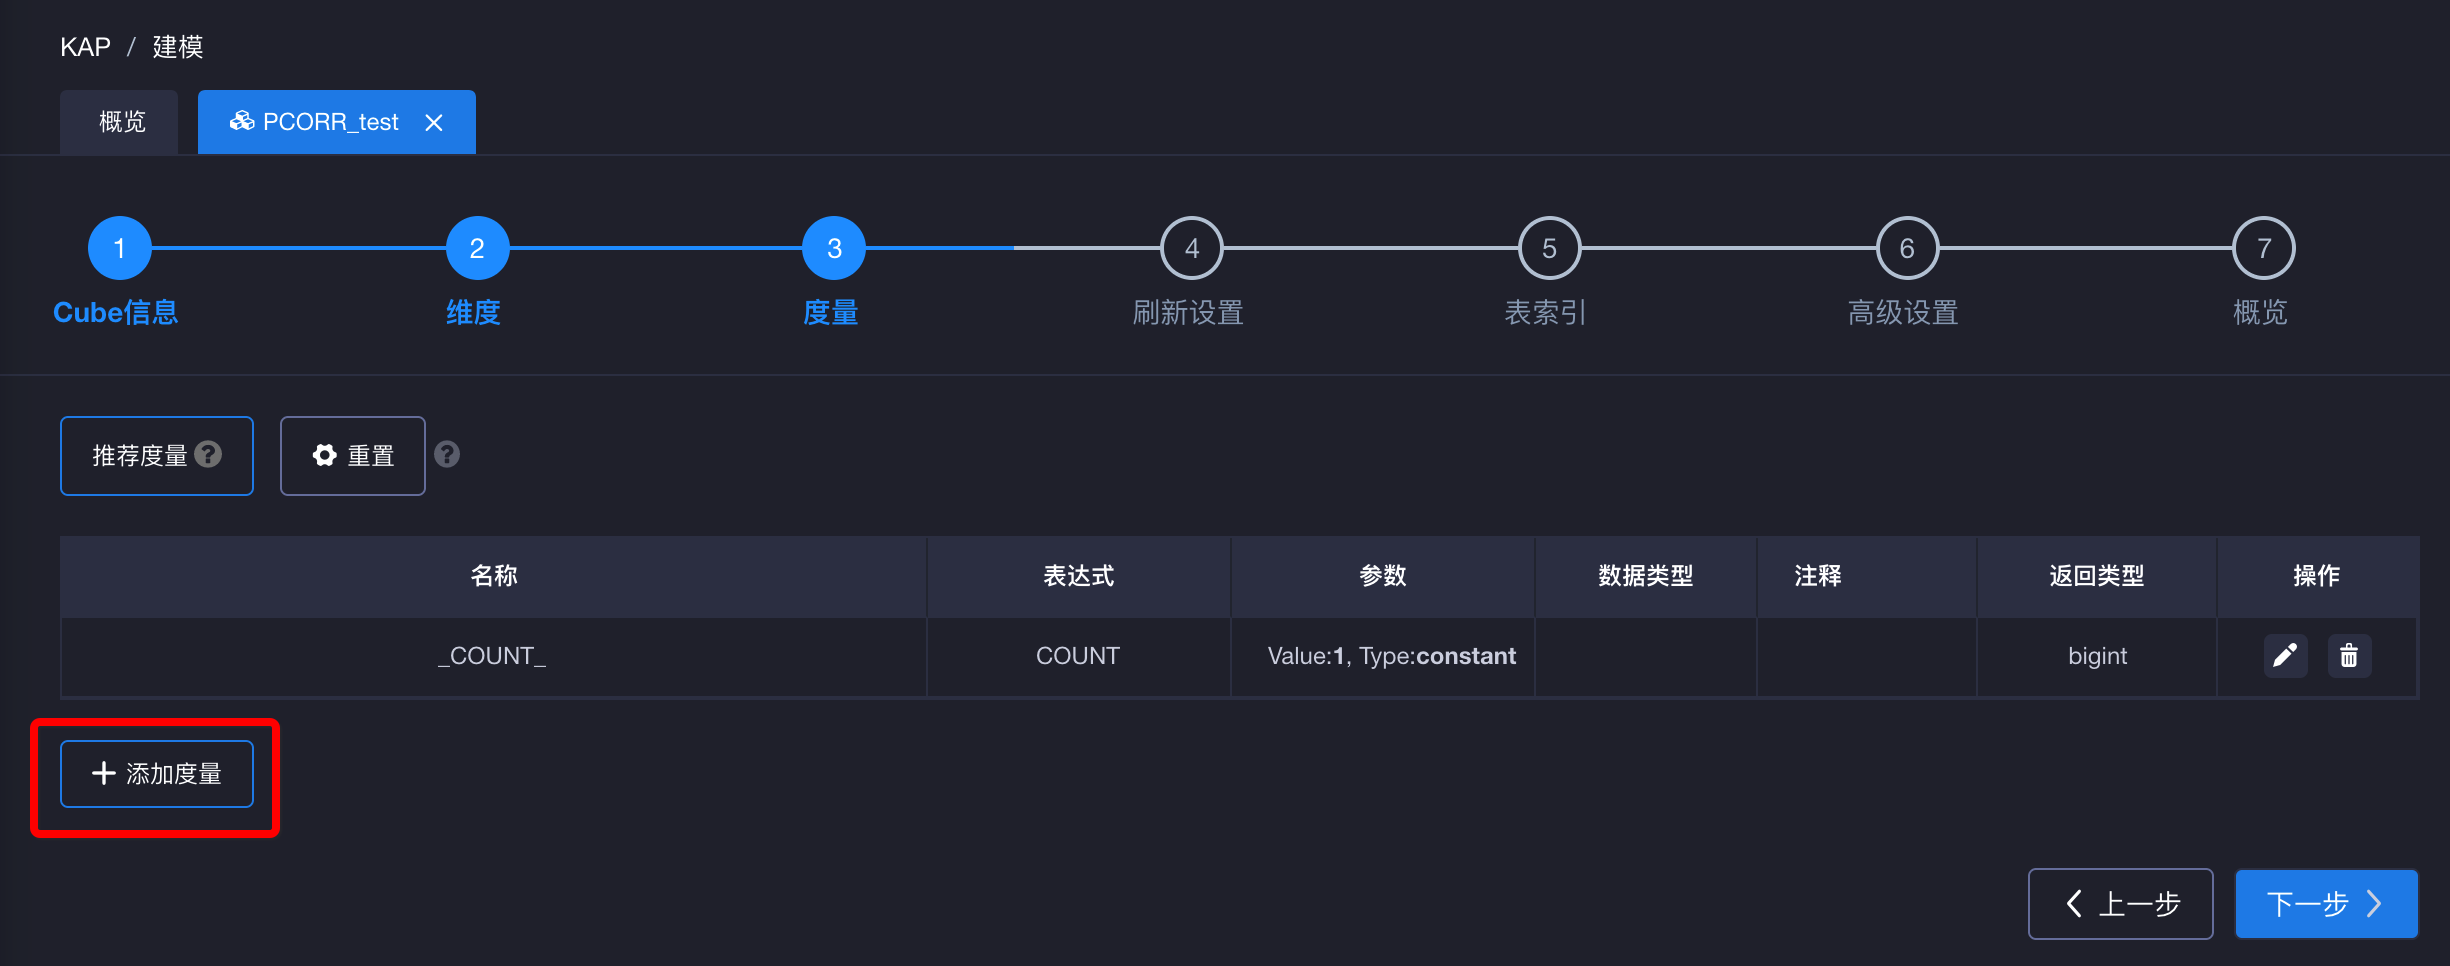 KAP / 建模
概览 PCORR_test
1 2 3 4 5 6 7
Cube信息 维度 度量 刷新设置 表索引 高级设置 概览
推荐度量 ? 重置 ?
名称 表达式 参数 数据类型 注释 返回类型 操作
_COUNT_ COUNT Value:1, Type:constant bigint
添加度量
上一步 下一步